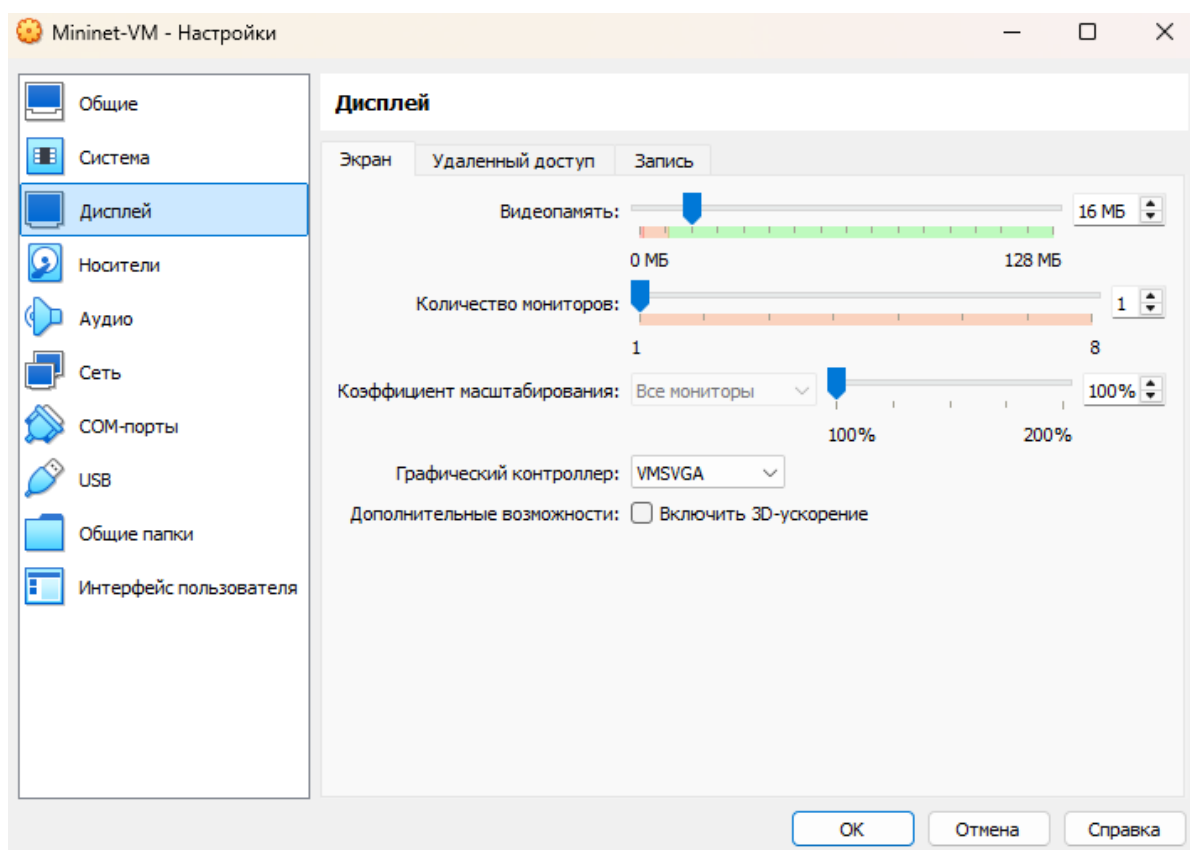 Mininet-VM - Настройки
Общие
Система
Дисплей
Носители
Аудио
Сеть
COM-порты
USB
Общие папки
Интерфейс пользователя
Дисплей
Экран Удаленный доступ Запись
Видеопамять: 16 МБ
0 МБ 128 МБ
Количество мониторов: 1
1 8
Коэффициент масштабирования: Все мониторы 100%
100% 200%
Графический контроллер: VMSVGA
Дополнительные возможности: Включить 3D-ускорение
OK Отмена Справка